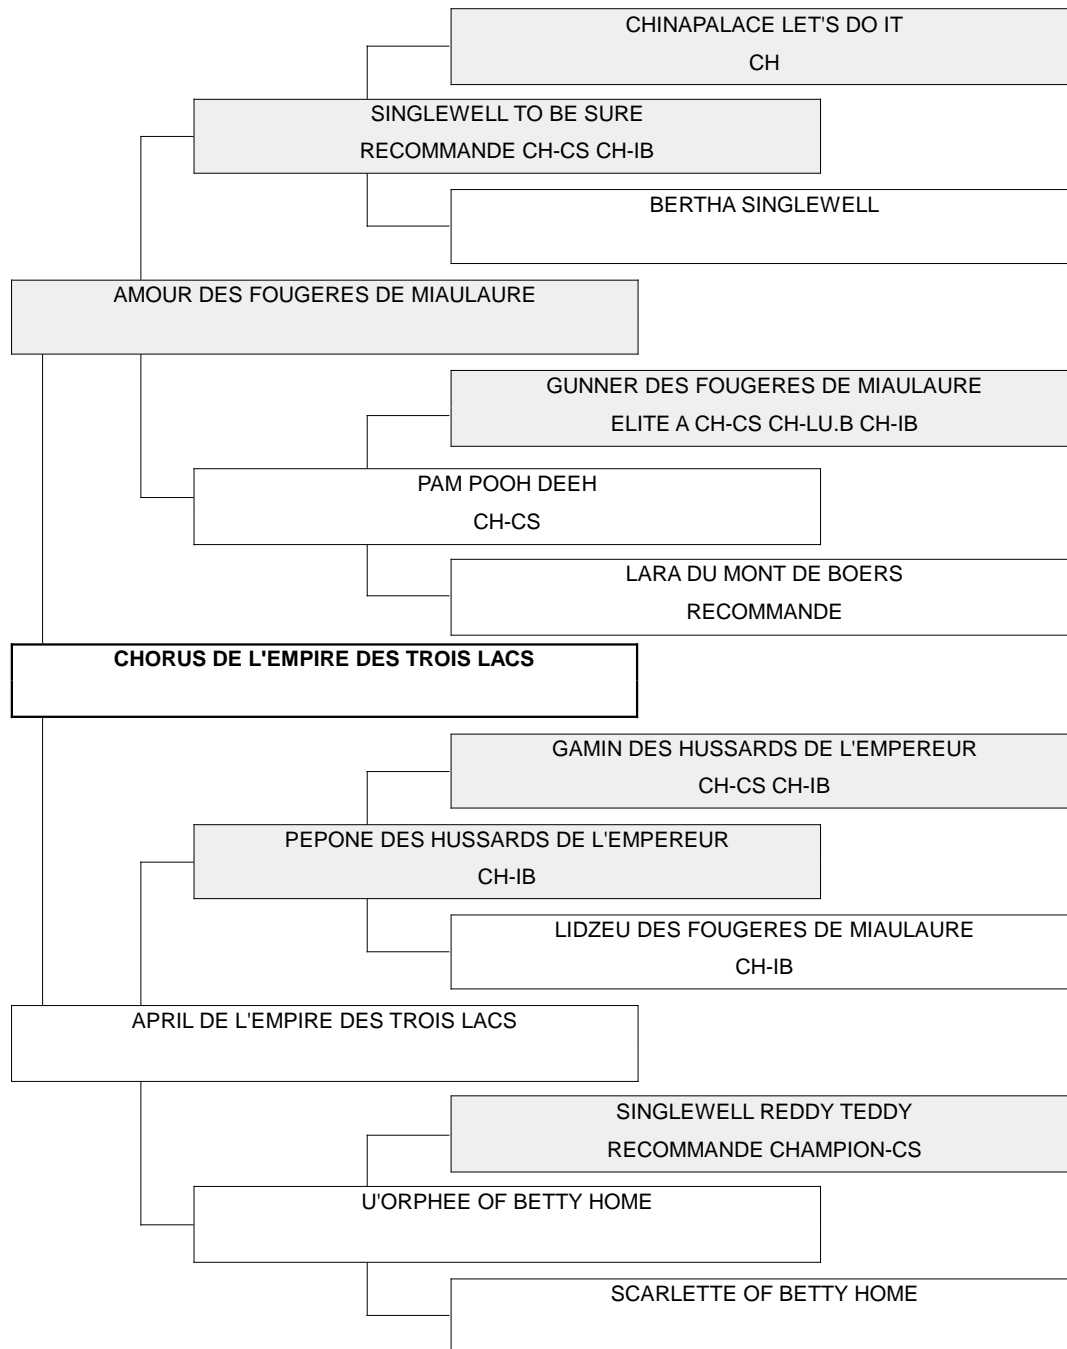 CHINAPALACE LET'S DO IT
CH
SINGLEWELL TO BE SURE
RECOMMANDE CH-CS CH-IB
BERTHA SINGLEWELL
AMOUR DES FOUGERES DE MIAULAURE
GUNNER DES FOUGERES DE MIAULAURE
ELITE A CH-CS CH-LU.B CH-IB
PAM POOH DEEH
CH-CS
LARA DU MONT DE BOERS
RECOMMANDE
CHORUS DE L'EMPIRE DES TROIS LACS
GAMIN DES HUSSARDS DE L'EMPEREUR
CH-CS CH-IB
PEPONE DES HUSSARDS DE L'EMPEREUR
CH-IB
LIDZEU DES FOUGERES DE MIAULAURE
CH-IB
APRIL DE L'EMPIRE DES TROIS LACS
SINGLEWELL REDDY TEDDY
RECOMMANDE CHAMPION-CS
U'ORPHEE OF BETTY HOME
SCARLETTE OF BETTY HOME